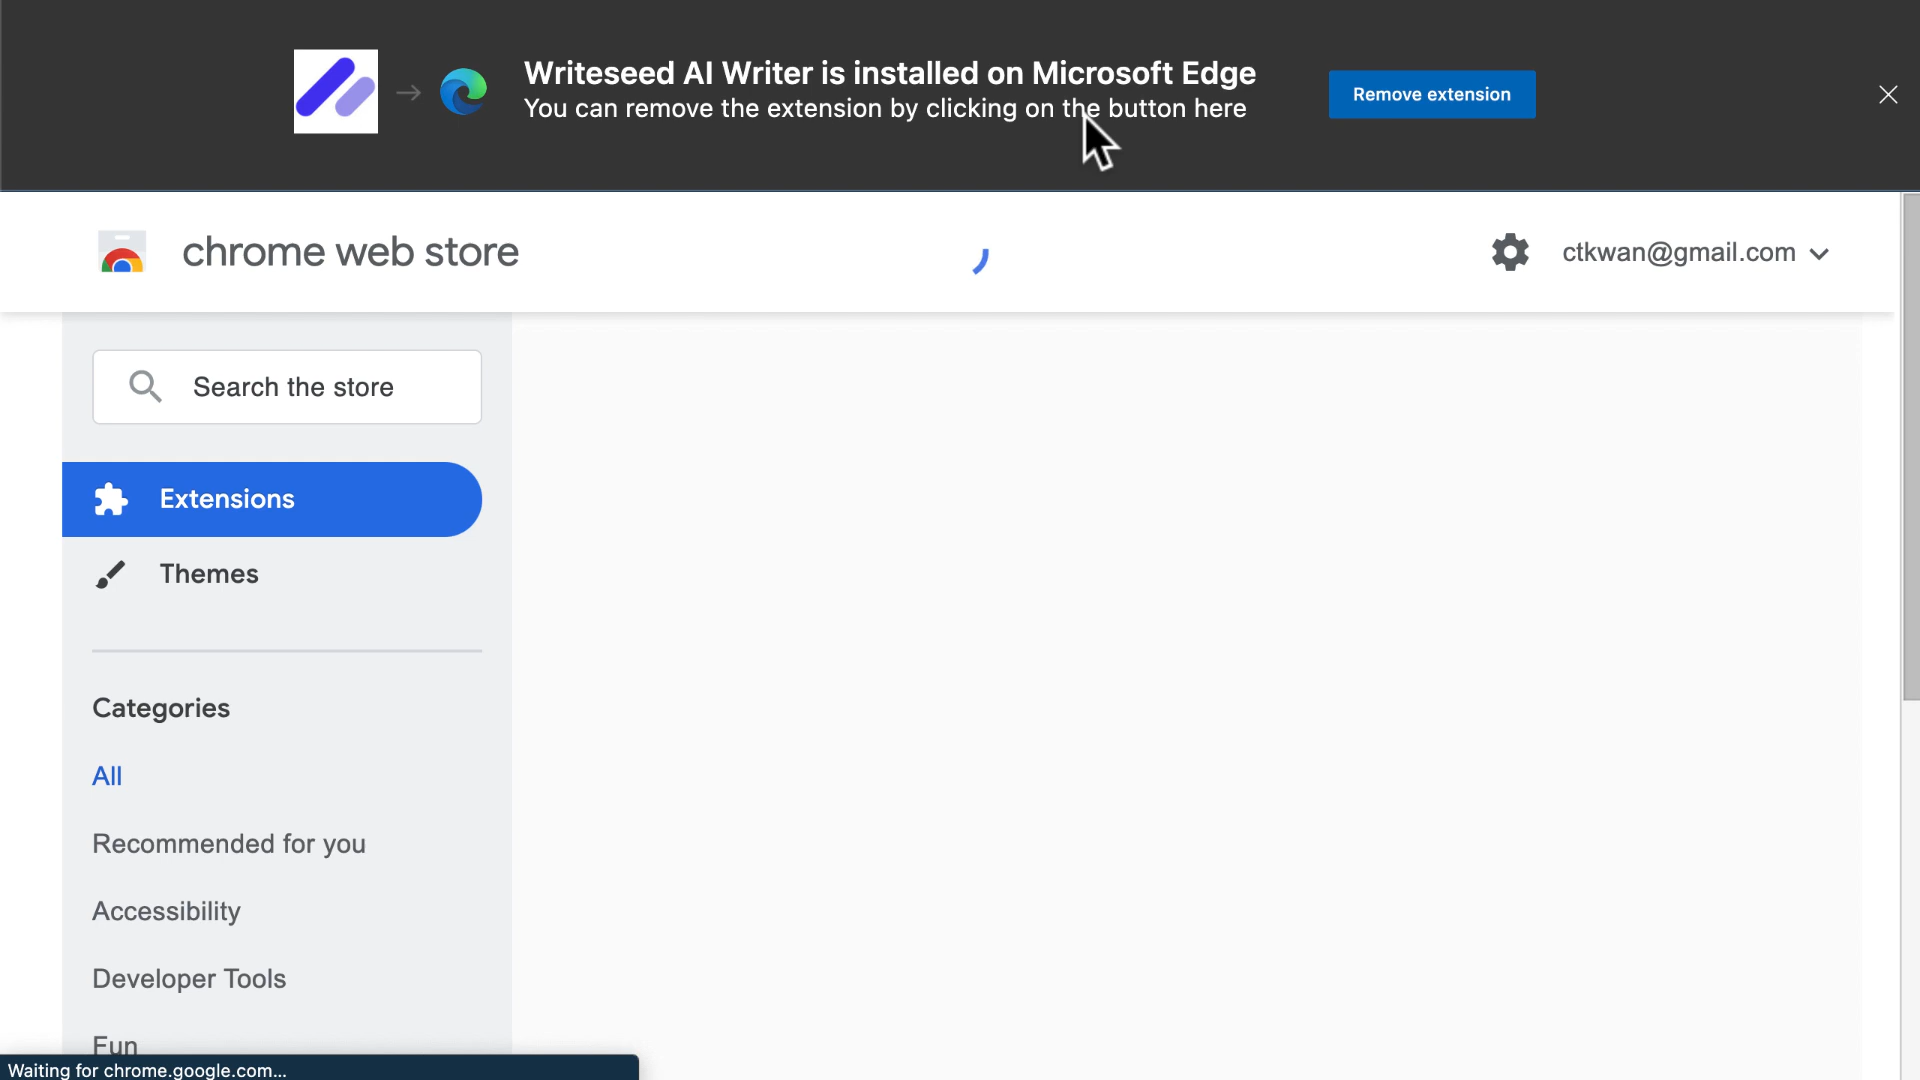 Writeseed AI Writer is installed on Microsoft Edge
You can remove the extension by clicking on the button here
Remove extension
chrome web store
ctkwan@gmail.com
Search the store
Extensions
Themes
Categories
All
Recommended for you
Accessibility
Developer Tools
Fun
Waiting for chrome.google.com...